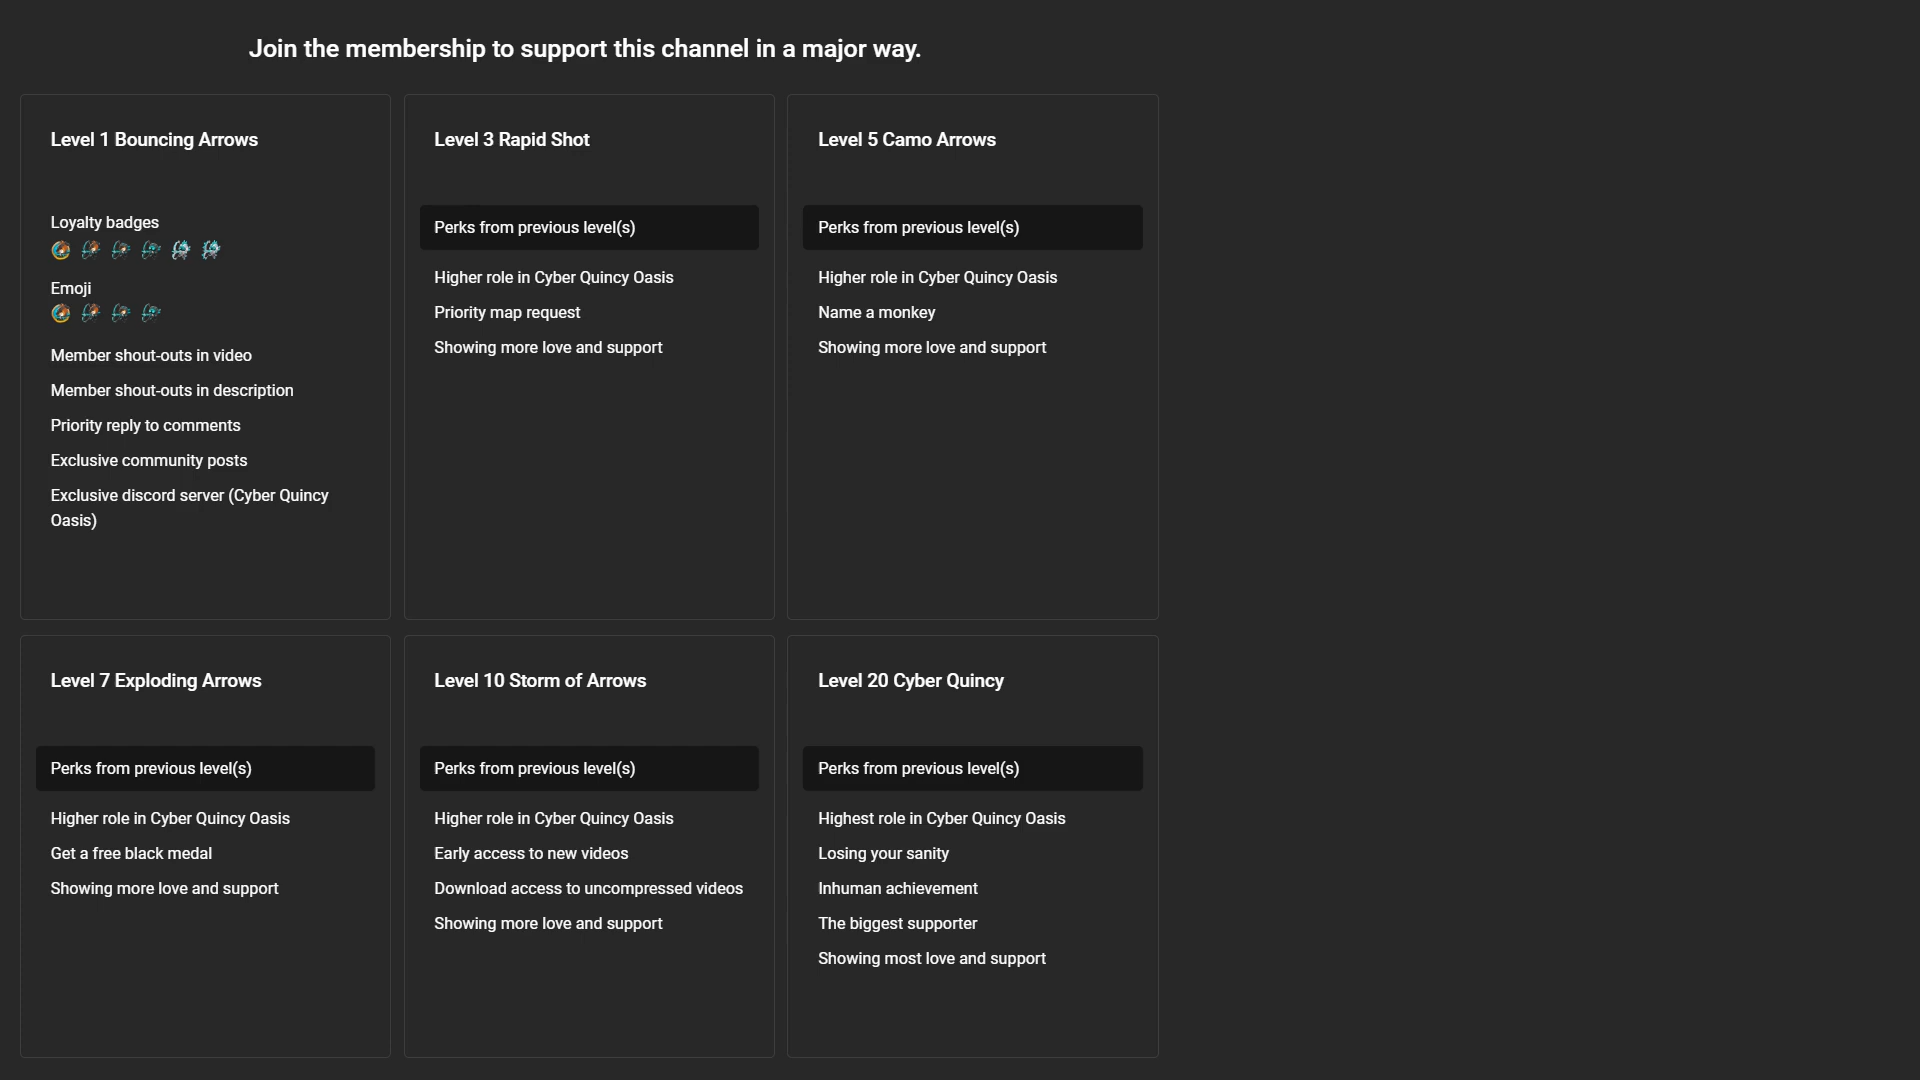 Join the membership to support this channel in a major way.
Level 1 Bouncing Arrows
Loyalty badges
Emoji
Member shout-outs in video
Member shout-outs in description
Priority reply to comments
Exclusive community posts
Exclusive discord server (Cyber Quincy
Oasis)
Level 3 Rapid Shot
Perks from previous level(s)
Higher role in Cyber Quincy Oasis
Priority map request
Showing more love and support
Level 5 Camo Arrows
Perks from previous level(s)
Higher role in Cyber Quincy Oasis
Name a monkey
Showing more love and support
Level 7 Exploding Arrows
Perks from previous level(s)
Higher role in Cyber Quincy Oasis
Get a free black medal
Showing more love and support
Level 10 Storm of Arrows
Perks from previous level(s)
Higher role in Cyber Quincy Oasis
Early access to new videos
Download access to uncompressed videos
Showing more love and support
Level 20 Cyber Quincy
Perks from previous level(s)
Highest role in Cyber Quincy Oasis
Losing your sanity
Inhuman achievement
The biggest supporter
Showing most love and support